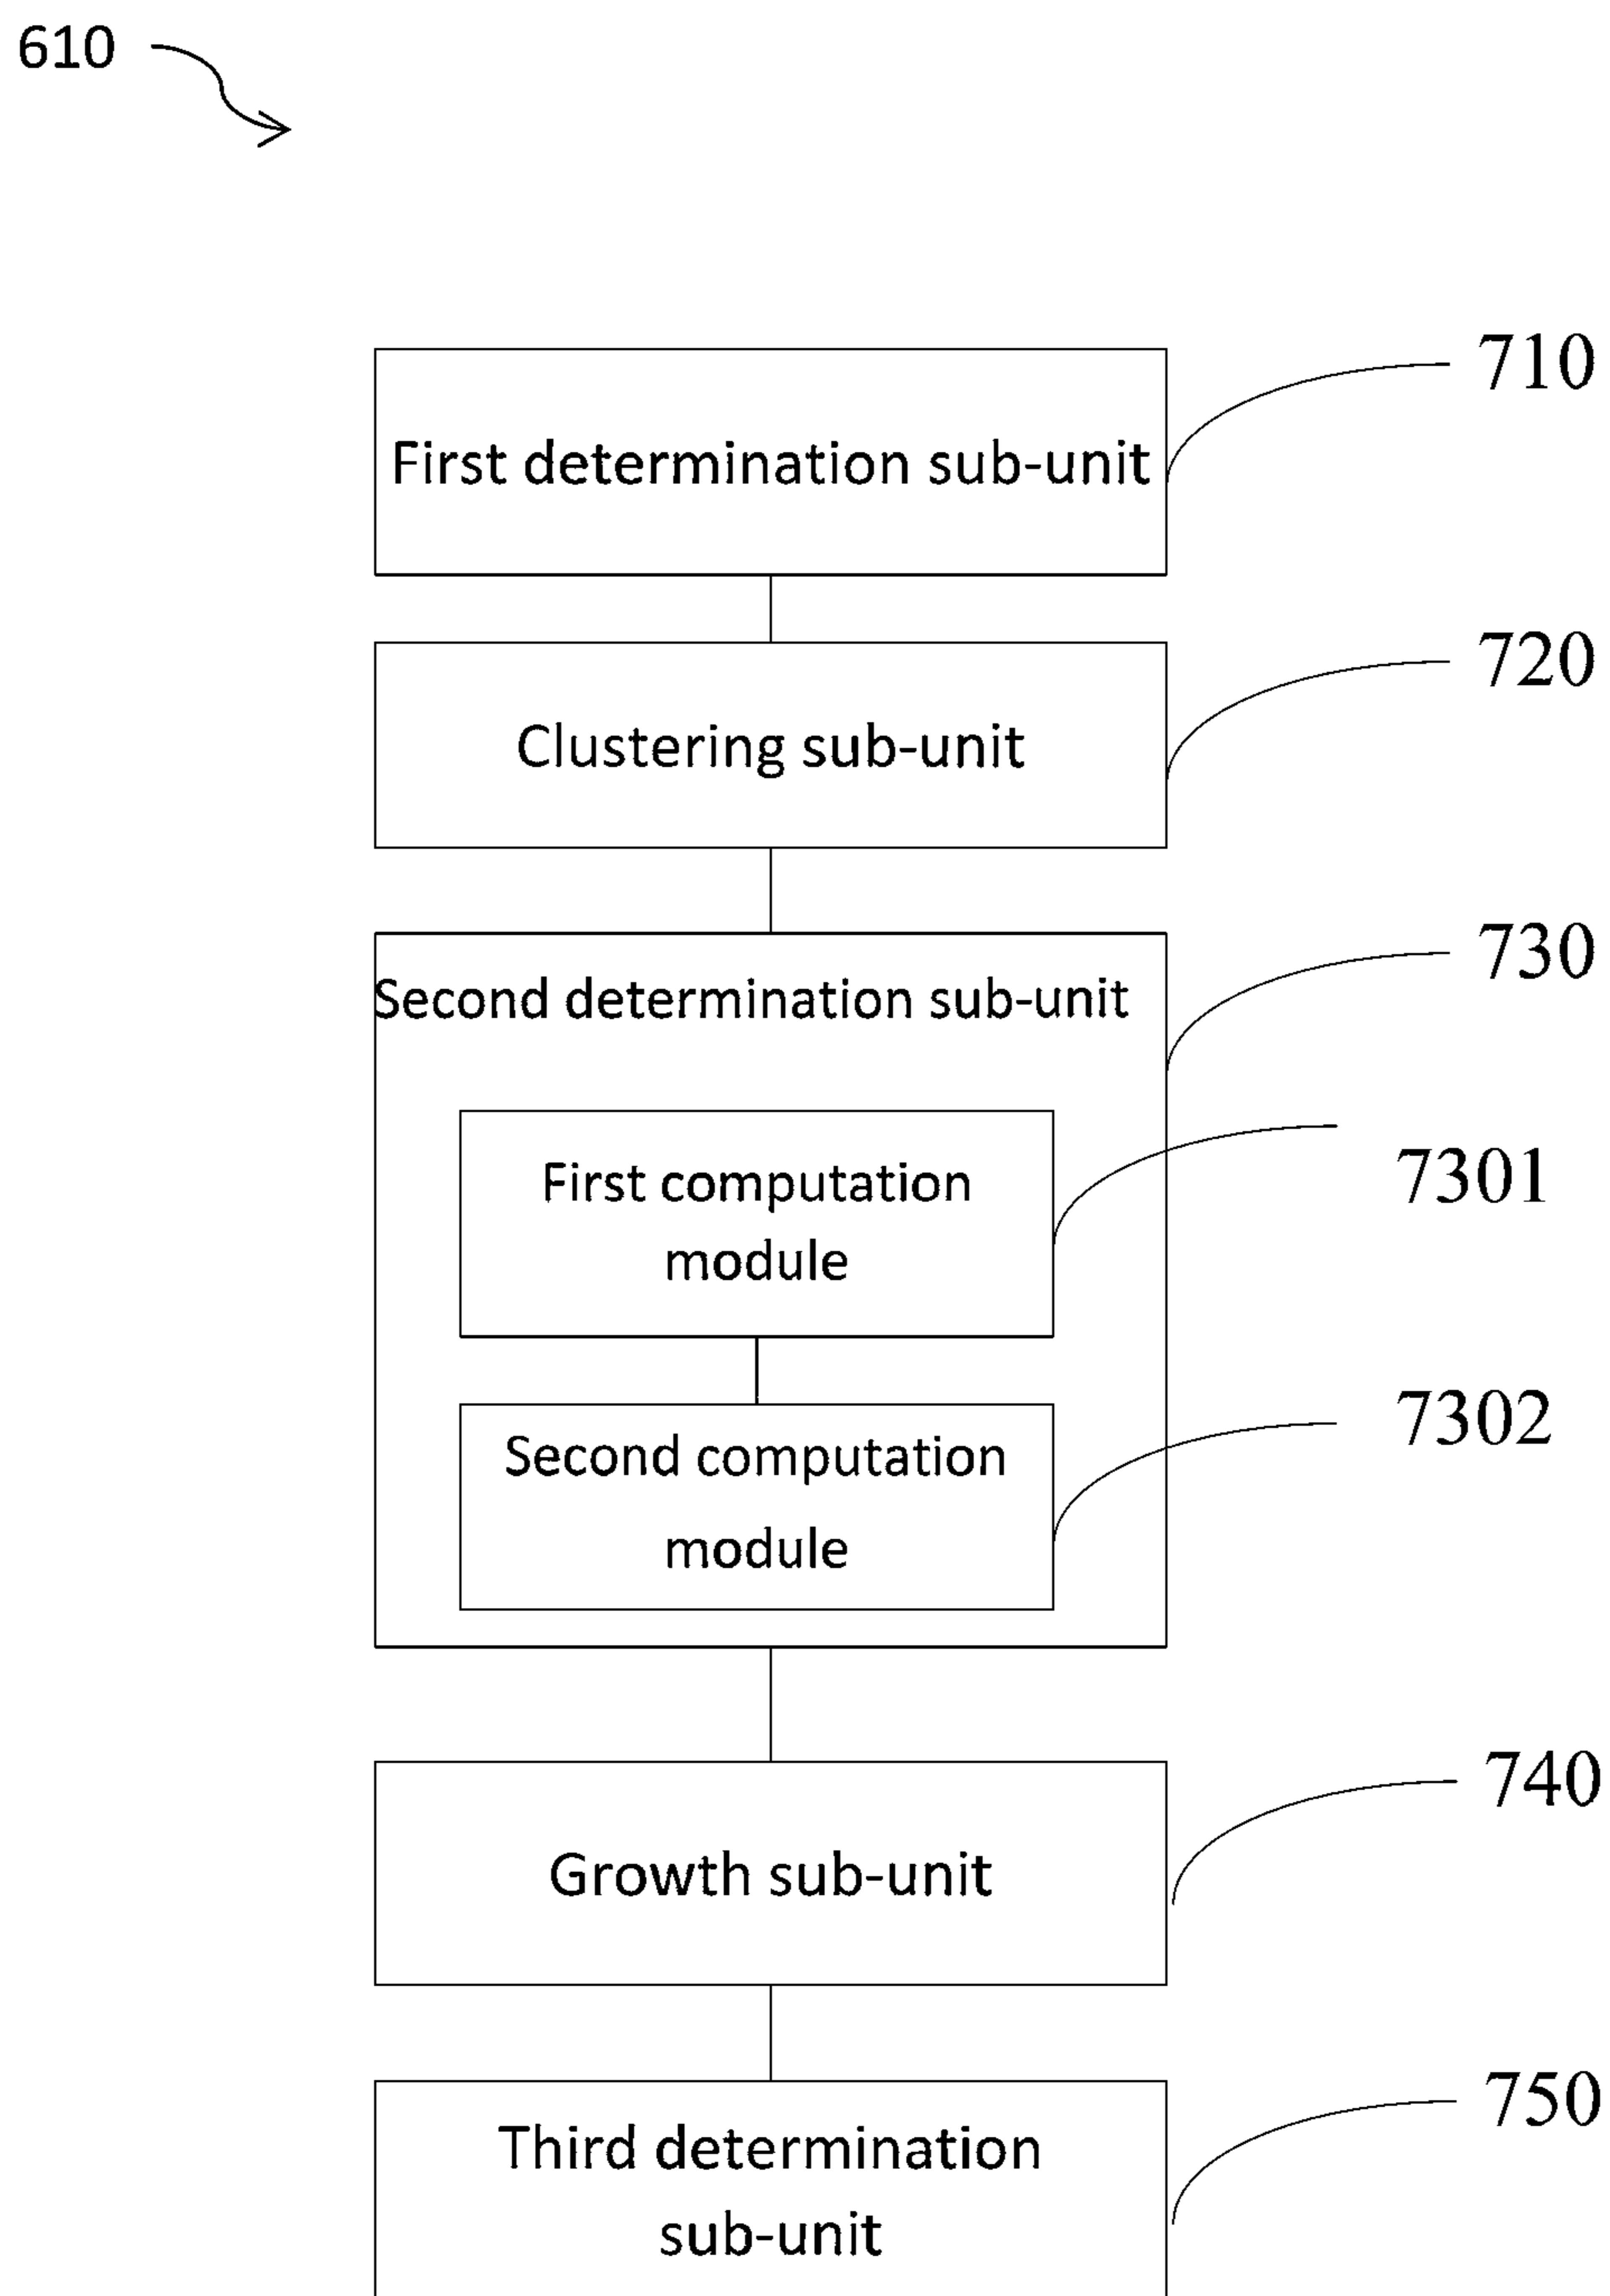 610
710
First determination sub-unit
720
Clustering sub-unit
730
Second determination sub-unit
First computation
module
7301
Second computation
module
7302
740
Growth sub-unit
750
Third determination
sub-unit